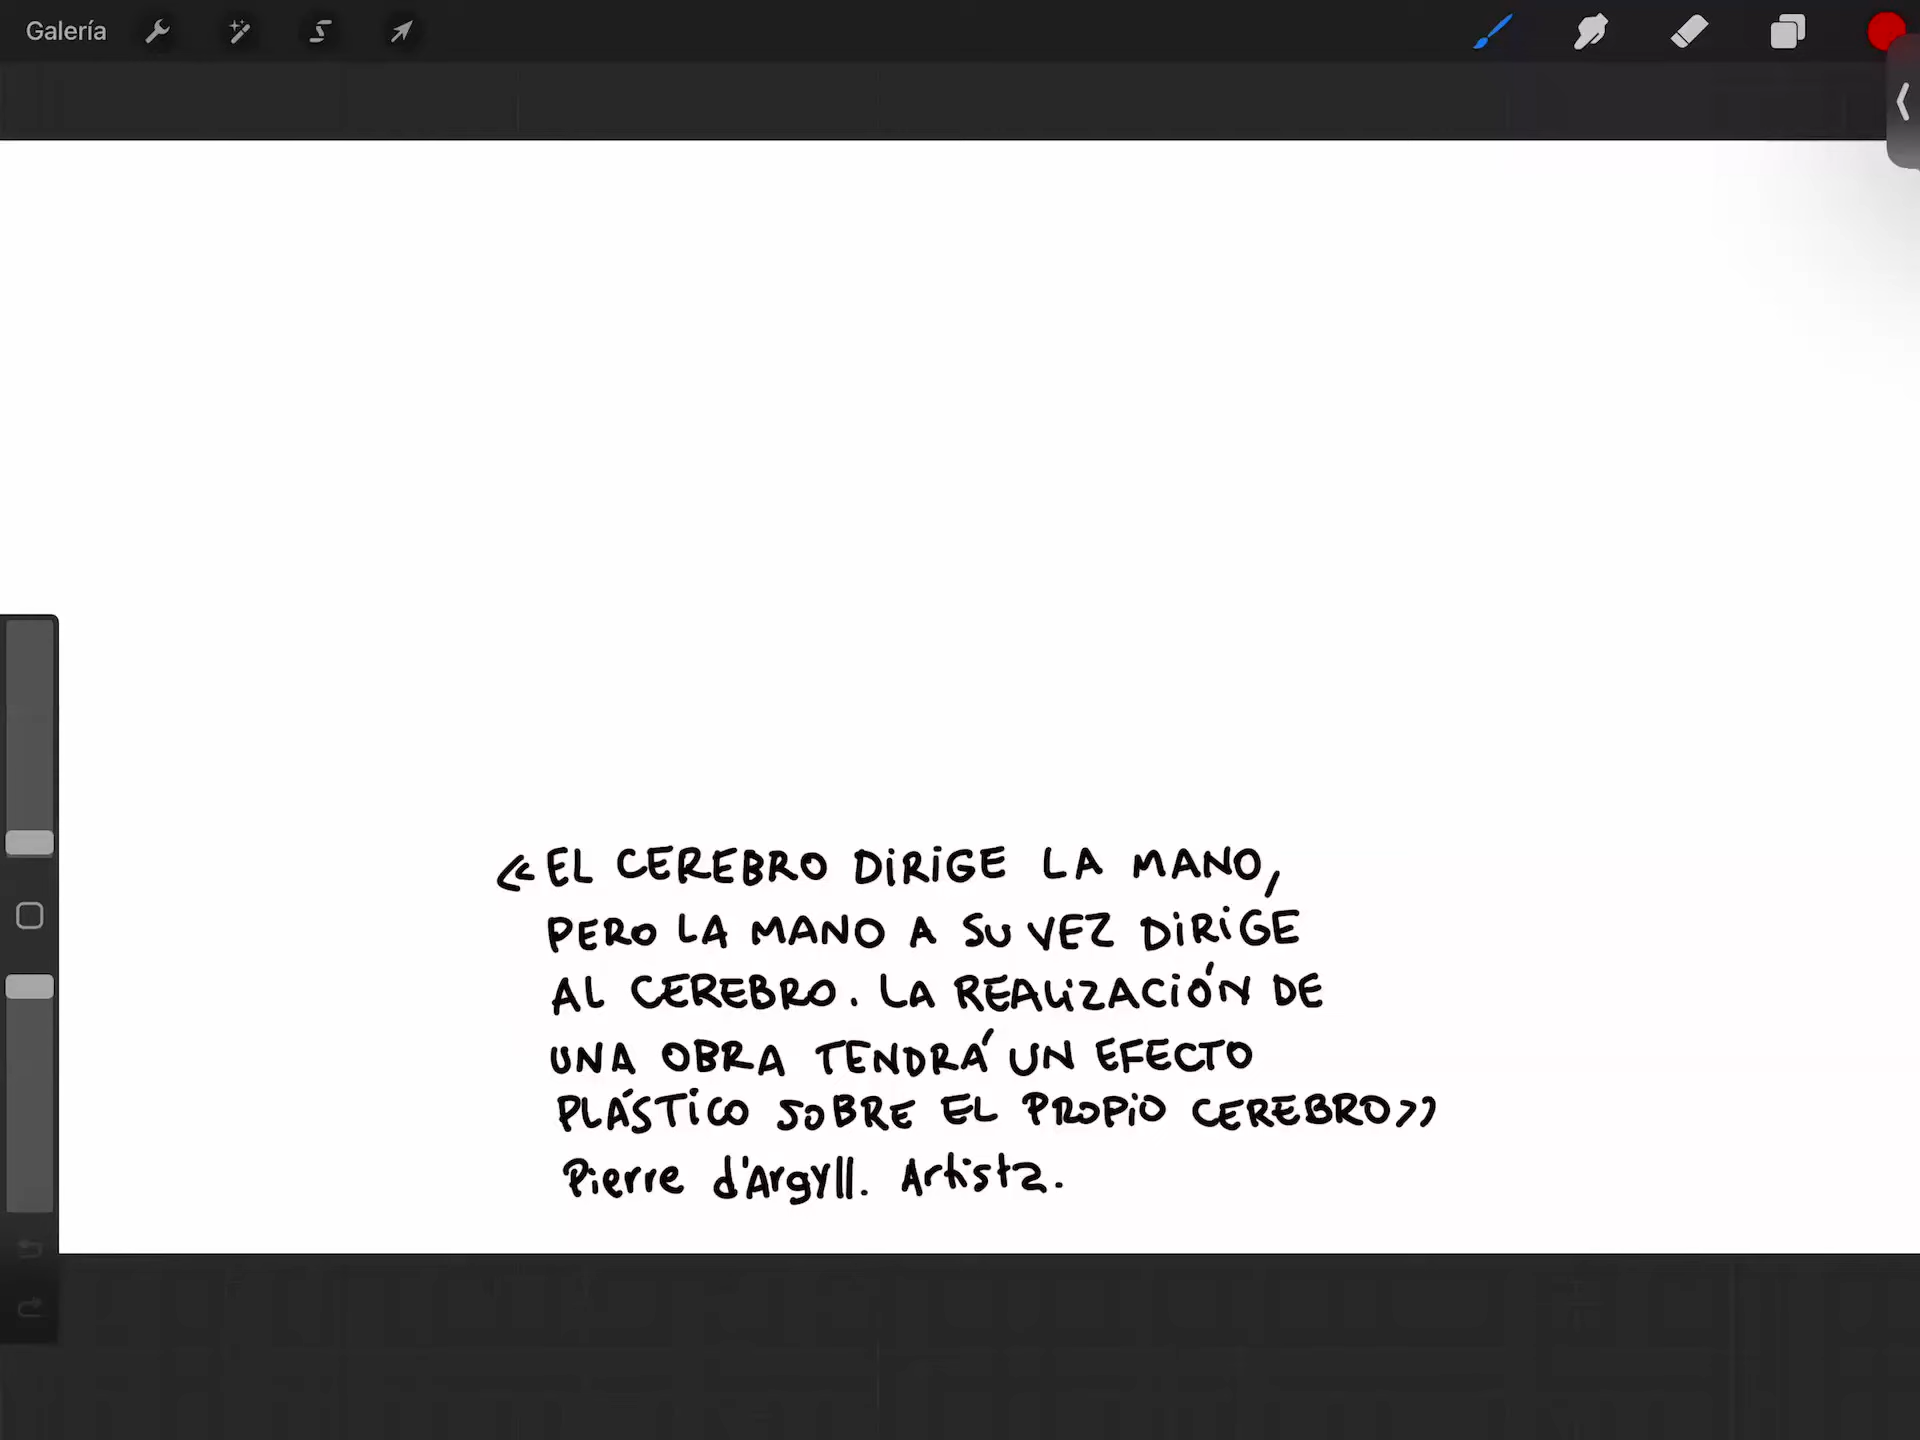 Galería
«EL CEREBRO DIRIGE LA MANO,
PERO LA MANO A SU VEZ DIRIGE
AL CEREBRO. LA REALIZACIÓN DE
UNA OBRA TENDRÁ UN EFECTO
PLÁSTICO SOBRE EL PROPIO CEREBRO»
Pierre d'Argyll. Artista.